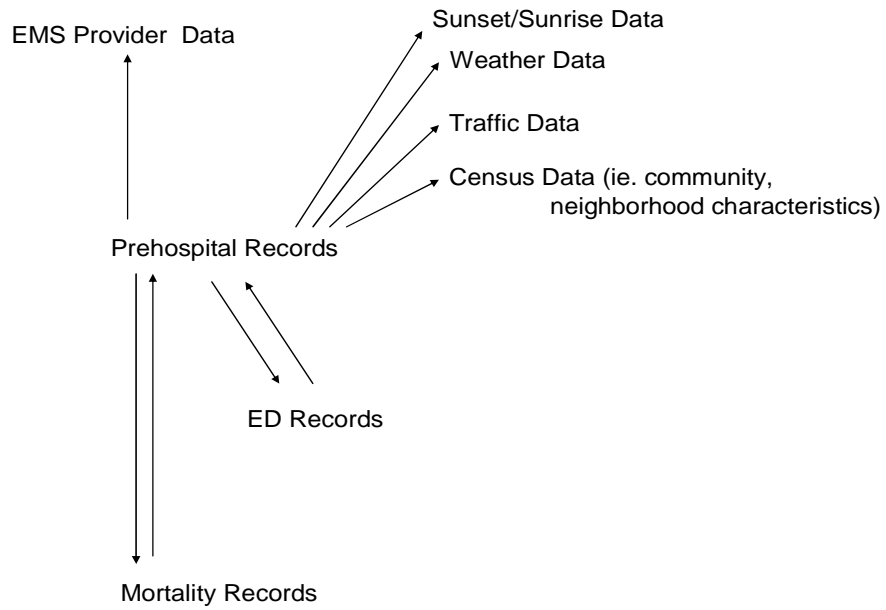 Sunset/Sunrise Data
EMS Provider  Data
Weather Data
Traffic Data
Census Data (ie. community,
neighborhood characteristics)
Prehospital Records
ED Records
Mortality Records